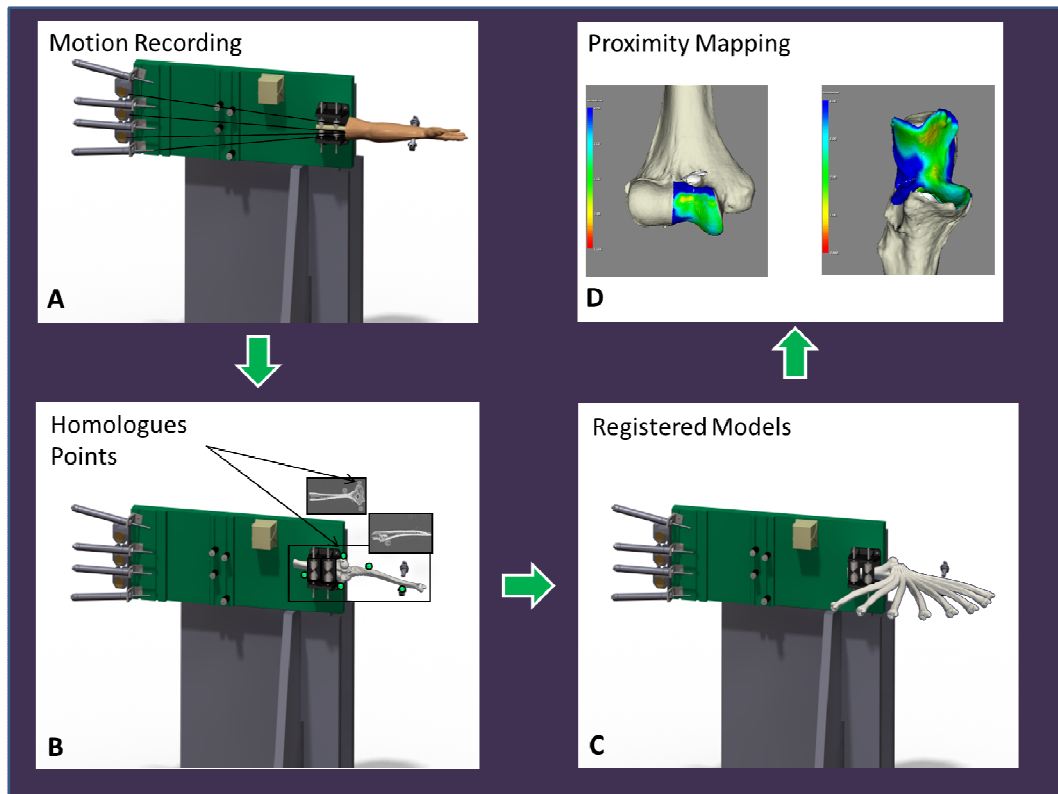 Motion Recording
A
Homologues
Points
B
Registered Models
C
Proximity Mapping
D